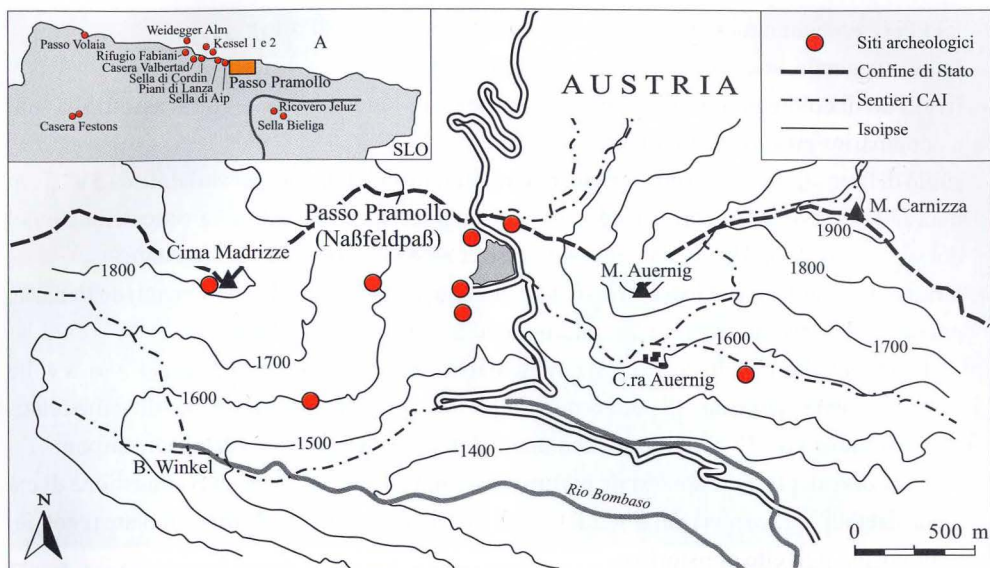 A
Weidegger Alm
Passo Volaia
Kessel 1 e 2
Rifugio Fabiani
Casera Valbertad
Sella di Cordin
Piani di Lanza
Sella di Aip
Passo Pramollo
Casera Festons
Ricovero Jeluz
Sella Bieliga
SLO
AUSTRIA
Siti archeologici
Confine di Stato
Sentieri CAI
Isoipse
Passo Pramollo
(Naßfeldpaß)
Cima Madrizze
M. Carnizza
1900
1800
M. Auernig
1800
1700
1600
1700
C.ra Auernig
1600
1500
1400
B. Winkel
Rio Bombaso
N
0 500 m